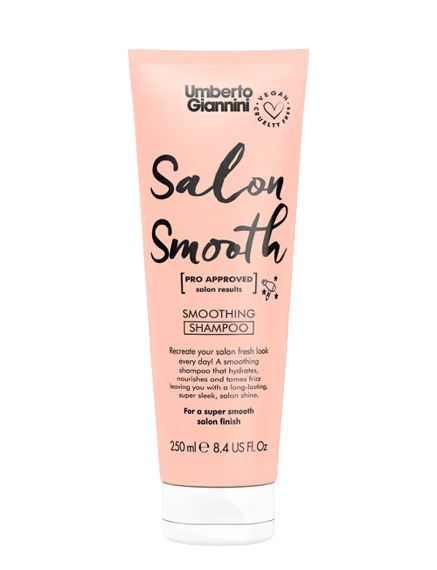 Umberto
Giannini
VEGAN
CRUELTY FREE
Salon
Smooth
PRO APPROVED
salon results
SMOOTHING
SHAMPOO
Recreate your salon fresh look
every day! A smoothing
shampoo that hydrates,
nourishes and tames frizz
leaving you with a long-lasting,
super sleek, salon shine.
For a super smooth
salon finish
250 ml ℮ 8.4 US Fl. Oz